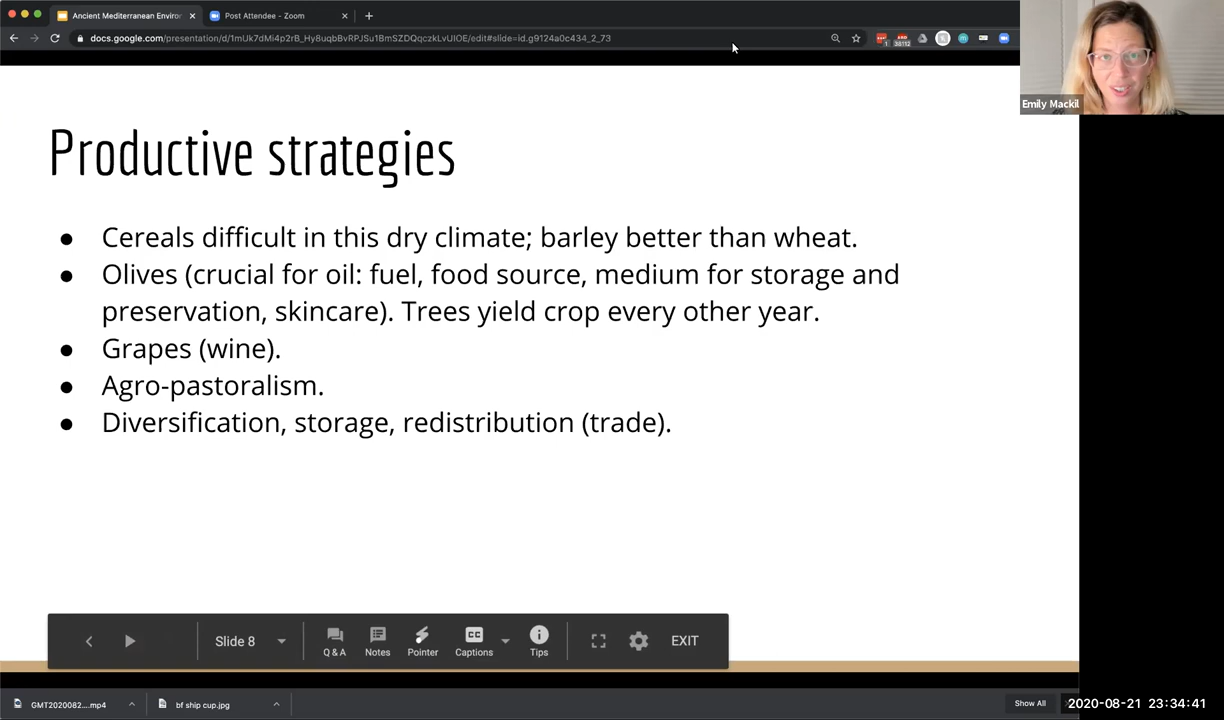 Ancient Mediterranean Enviro
Post Attendee - Zoom
docs.google.com/presentation/d/1mUk7dMi4p2rB_Hy8uqbBvRPJSu1BmSZDQqczkLvUIOE/edit#slide=id.g9124a0c434_2_73
Emily Mackil
Productive strategies
● Cereals difficult in this dry climate; barley better than wheat.
● Olives (crucial for oil: fuel, food source, medium for storage and
preservation, skincare). Trees yield crop every other year.
● Grapes (wine).
● Agro-pastoralism.
● Diversification, storage, redistribution (trade).
Slide 8
Q & A
Notes
Pointer
CC
Captions
Tips
EXIT
GMT2020082....mp4
bf ship cup.jpg
Show All
2020-08-21 23:34:41